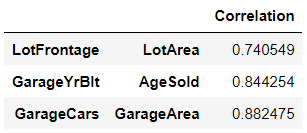 Correlation
LotFrontage LotArea 0.740549
GarageYrBlt AgeSold 0.844254
GarageCars GarageArea 0.882475